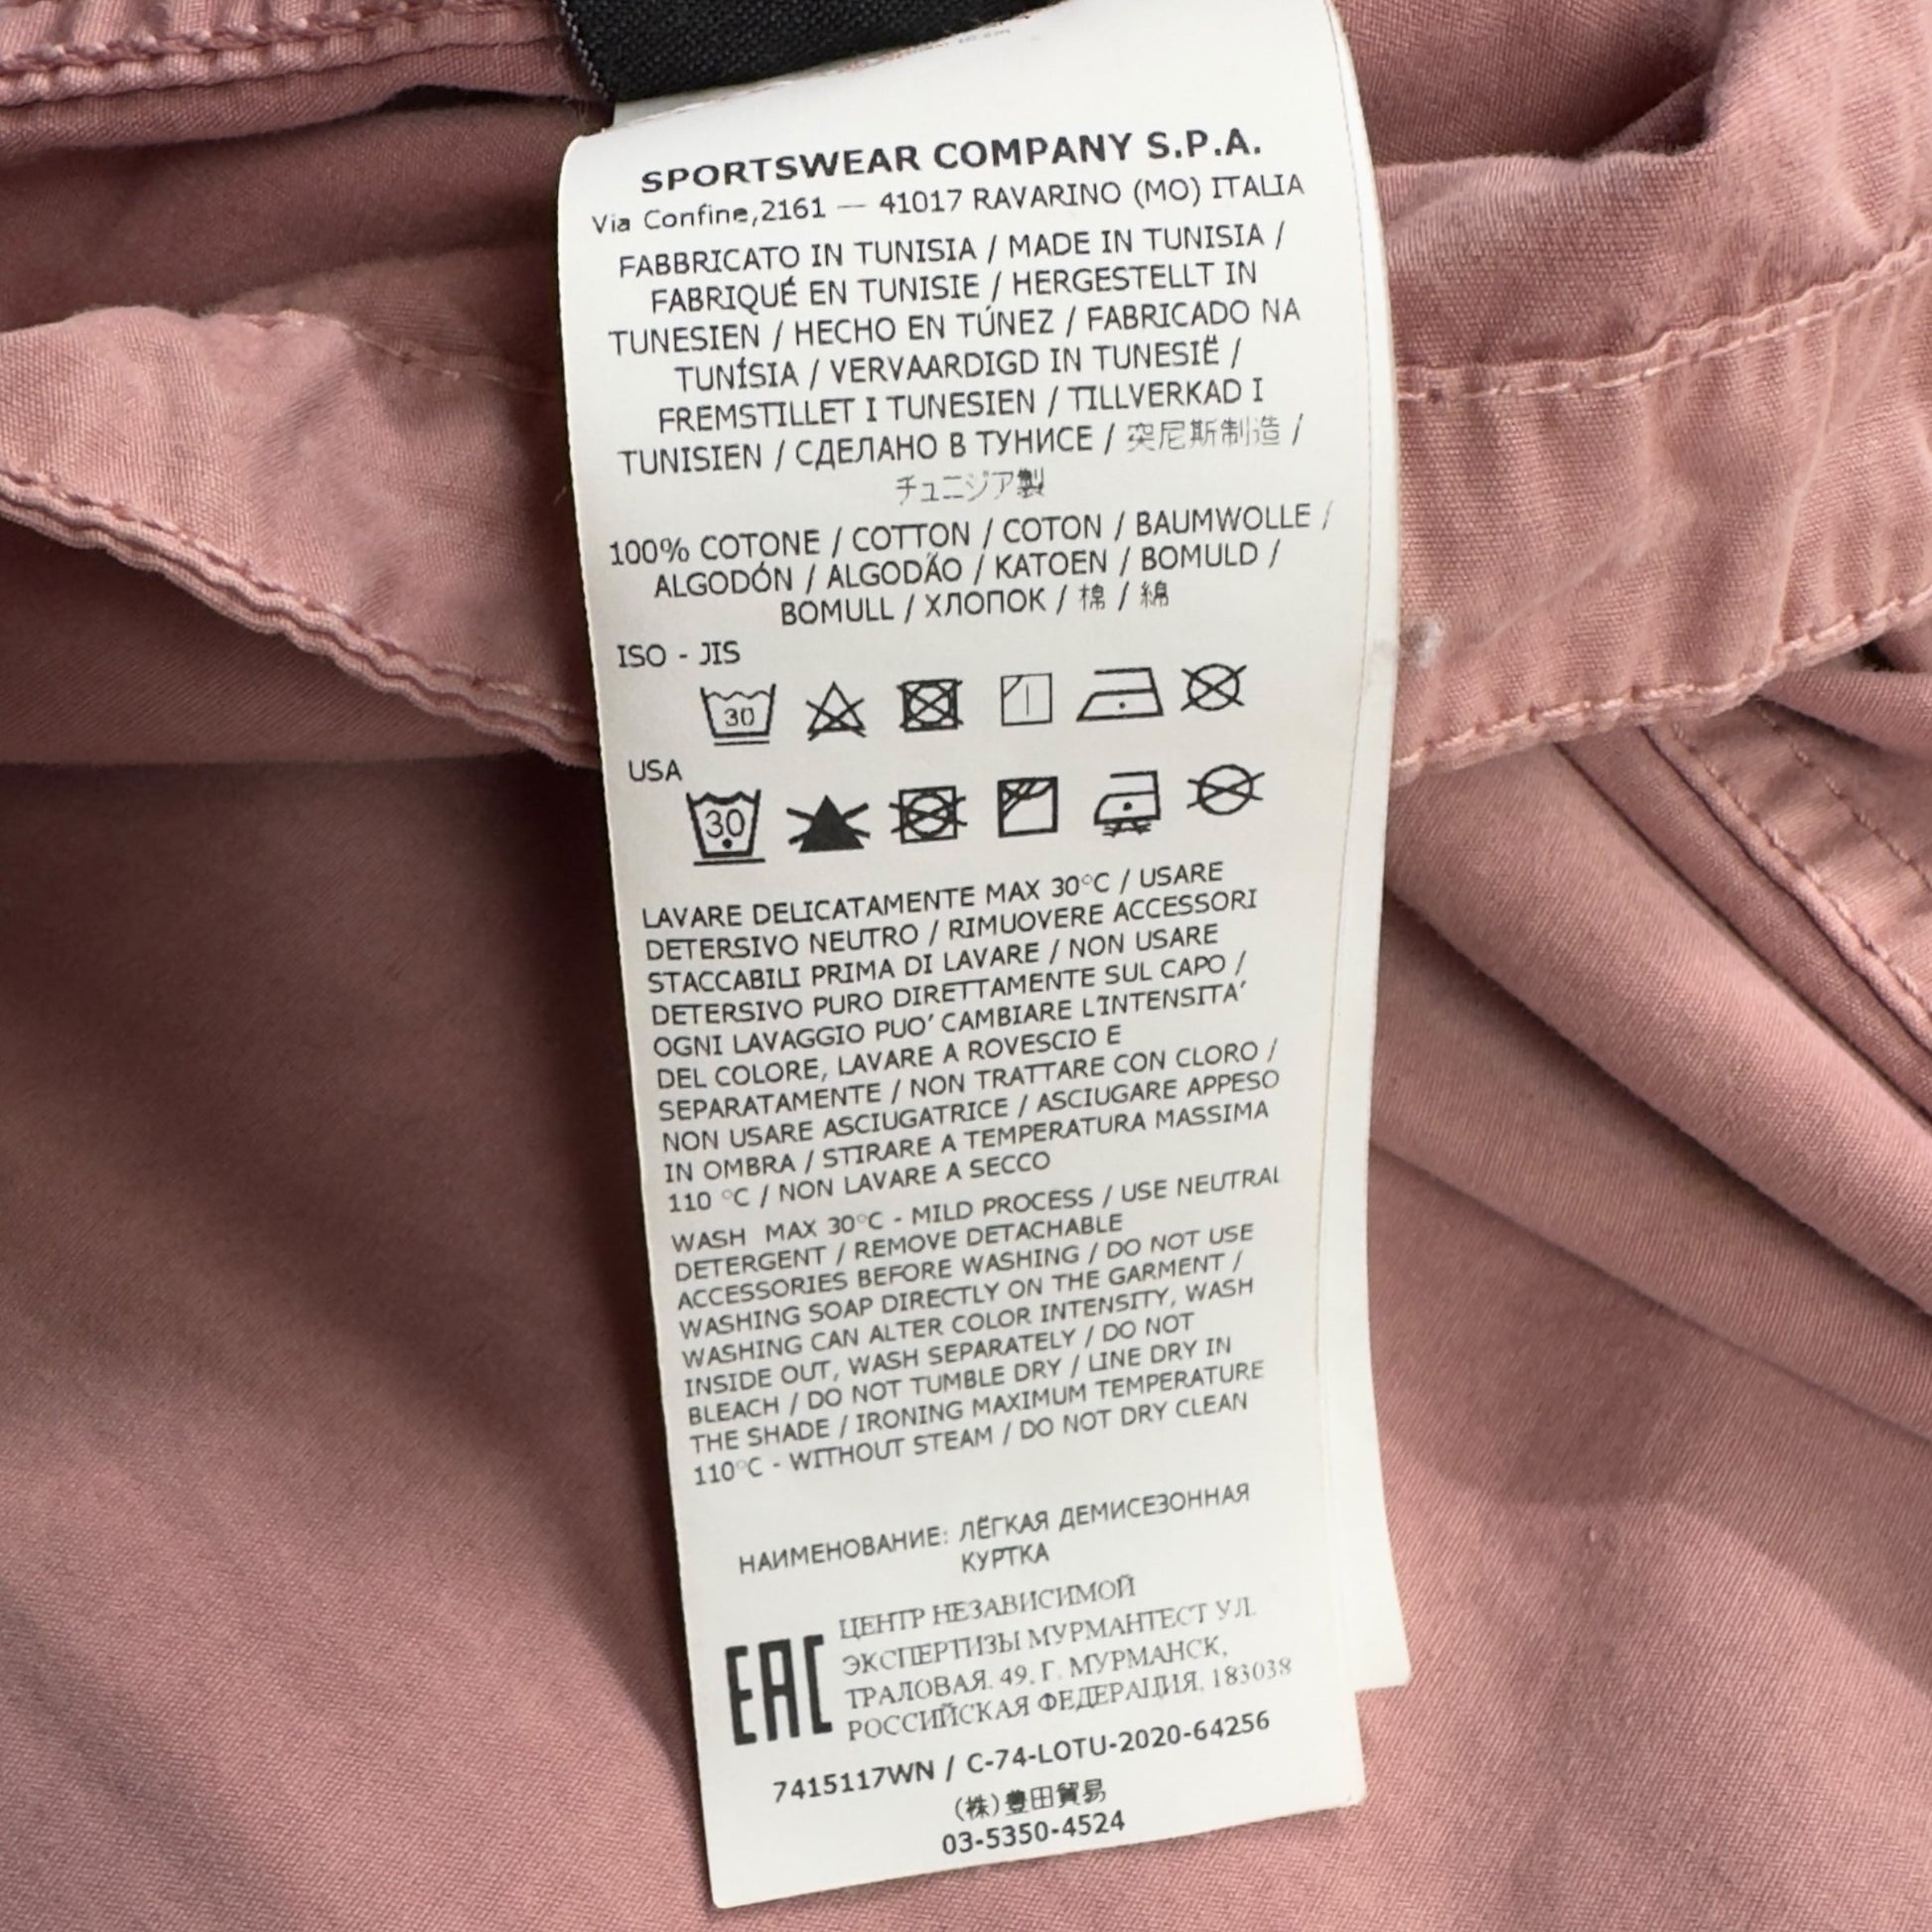 SPORTSWEAR COMPANY S.P.A.
Via Confine,2161 — 41017 RAVARINO (MO) ITALIA
FABBRICATO IN TUNISIA / MADE IN TUNISIA /
FABRIQUÉ EN TUNISIE / HERGESTELLT IN
TUNESIEN / HECHO EN TÚNEZ / FABRICADO NA
TUNÍSIA / VERVAARDIGD IN TUNESIË /
FREMSTILLET I TUNESIEN / TILLVERKAD I
TUNISIEN / СДЕЛАНО В ТУНИСЕ / 突尼斯制造 /
チュニジア製
100% COTONE / COTTON / COTON / BAUMWOLLE /
ALGODÓN / ALGODÃO / KATOEN / BOMULD /
BOMULL / ХЛОПОК / 棉 / 綿
ISO - JIS
30
USA
30
LAVARE DELICATAMENTE MAX 30°C / USARE
DETERSIVO NEUTRO / RIMUOVERE ACCESSORI
STACCABILI PRIMA DI LAVARE / NON USARE
DETERSIVO PURO DIRETTAMENTE SUL CAPO /
OGNI LAVAGGIO PUO' CAMBIARE L'INTENSITA'
DEL COLORE, LAVARE A ROVESCIO E
SEPARATAMENTE / NON TRATTARE CON CLORO /
NON USARE ASCIUGATRICE / ASCIUGARE APPESO
IN OMBRA / STIRARE A TEMPERATURA MASSIMA
110 °C / NON LAVARE A SECCO
WASH MAX 30°C - MILD PROCESS / USE NEUTRAL
DETERGENT / REMOVE DETACHABLE
ACCESSORIES BEFORE WASHING / DO NOT USE
WASHING SOAP DIRECTLY ON THE GARMENT /
WASHING CAN ALTER COLOR INTENSITY, WASH
INSIDE OUT, WASH SEPARATELY / DO NOT
BLEACH / DO NOT TUMBLE DRY / LINE DRY IN
THE SHADE / IRONING MAXIMUM TEMPERATURE
110°C - WITHOUT STEAM / DO NOT DRY CLEAN
НАИМЕНОВАНИЕ: ЛЁГКАЯ ДЕМИСЕЗОННАЯ
КУРТКА
EAC
ЦЕНТР НЕЗАВИСИМОЙ
ЭКСПЕРТИЗЫ МУРМАНТЕСТ УЛ.
ТРАЛОВАЯ. 49, Г. МУРМАНСК,
РОССИЙСКАЯ ФЕДЕРАЦИЯ, 183038
7415117WN / C-74-LOTU-2020-64256
(株)豊田貿易
03-5350-4524